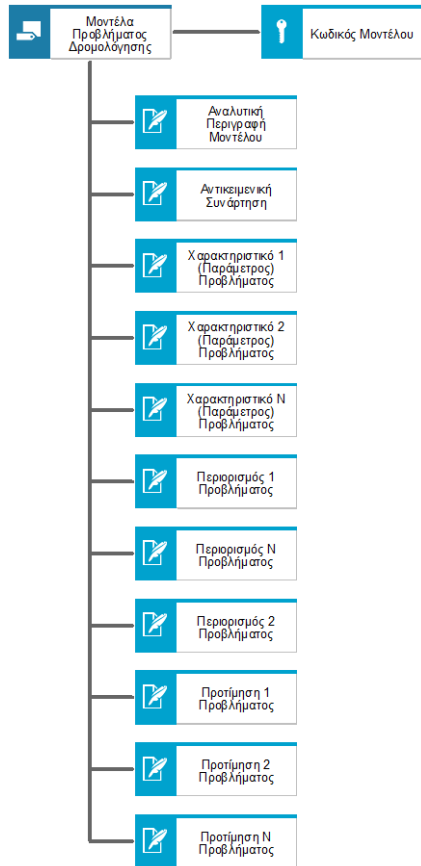 Μοντέλα
Προβλήματος
Δρομολόγησης
Κωδικός Μοντέλου
Αναλυτική
Περιγραφή
Μοντέλου
Αντικειμενική
Συνάρτηση
Χαρακτηριστικό 1
(Παράμετρος)
Προβλήματος
Χαρακτηριστικό 2
(Παράμετρος)
Προβλήματος
Χαρακτηριστικό Ν
(Παράμετρος)
Προβλήματος
Περιορισμός 1
Προβλήματος
Περιορισμός Ν
Προβλήματος
Περιορισμός 2
Προβλήματος
Προτίμηση 1
Προβλήματος
Προτίμηση 2
Προβλήματος
Προτίμηση Ν
Προβλήματος